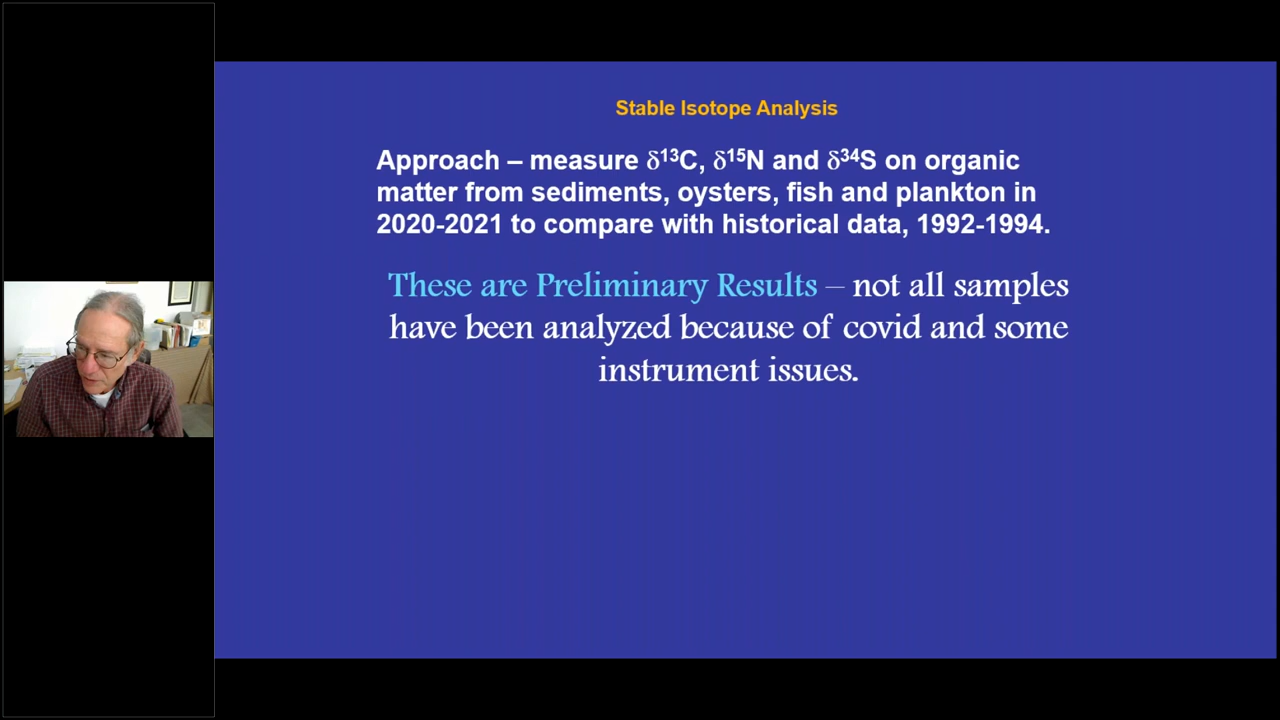 Stable Isotope Analysis
Approach – measure δ¹³C, δ¹⁵N and δ³⁴S on organic
matter from sediments, oysters, fish and plankton in
2020-2021 to compare with historical data, 1992-1994.
These are Preliminary Results – not all samples
have been analyzed because of covid and some
instrument issues.